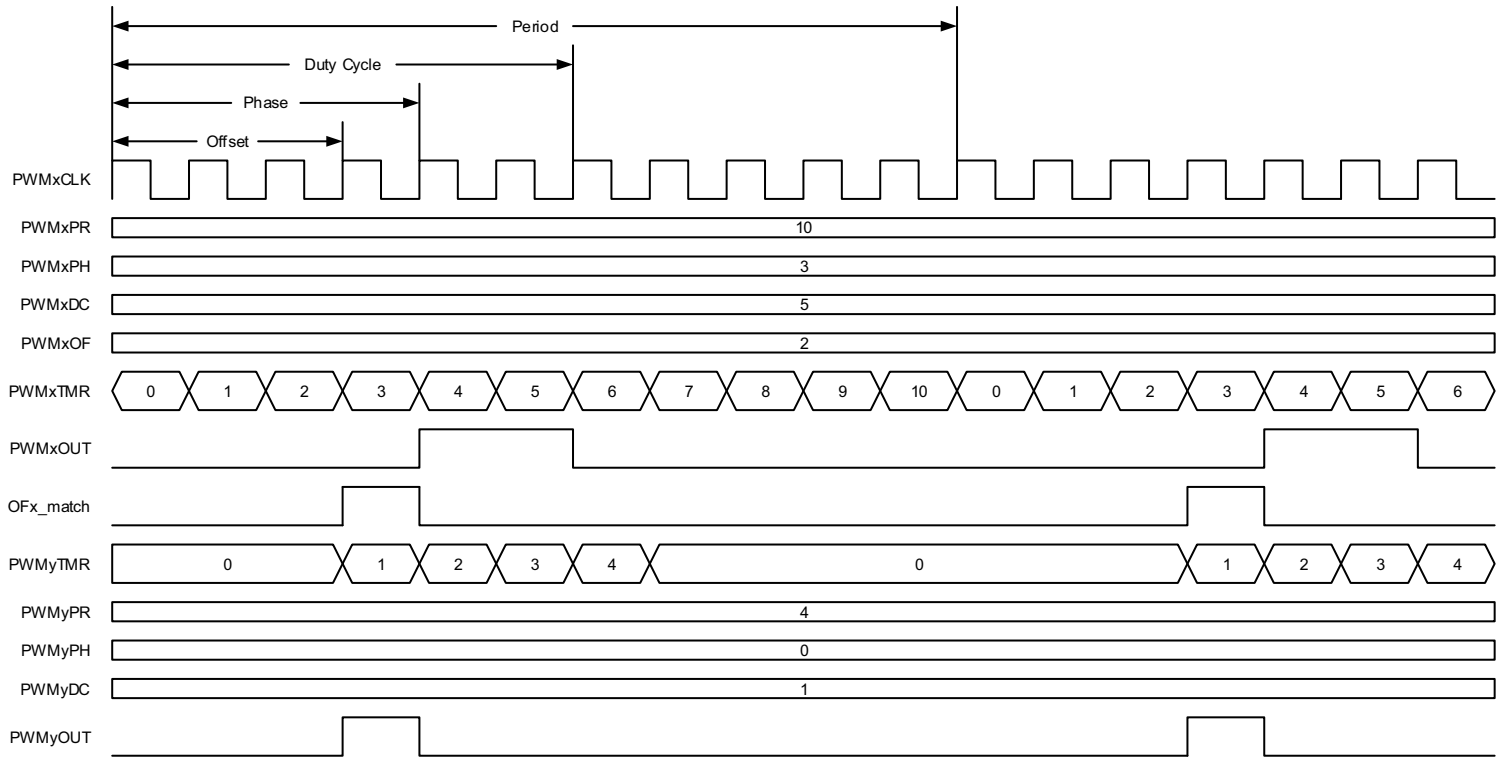 Period
Duty Cycle
Phase
Offset
PWMxCLK
PWMxPR 10
PWMxPH 3
PWMxDC 5
PWMxOF 2
PWMxTMR 0 1 2 3 4 5 6 7 8 9 10 0 1 2 3 4 5 6
PWMxOUT
OFx_match
PWMyTMR 0 1 2 3 4 0 1 2 3 4
PWMyPR 4
PWMyPH 0
PWMyDC 1
PWMyOUT